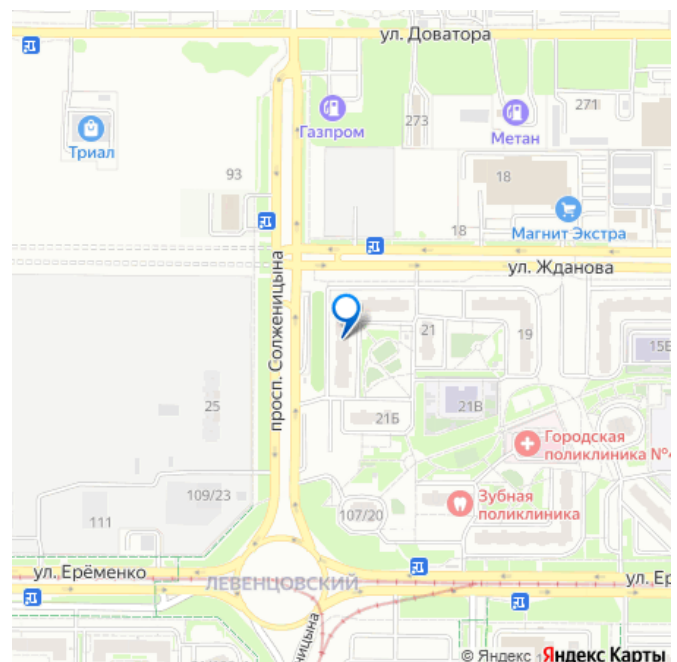 ул. Доватора
Газпром
273
Метан
271
Триал
93
18
Магнит Экстра
18
ул. Жданова
просп. Солженицына
21
19
15В
25
21Б
21В
Городская
поликлиника №4
109/23
111
107/20
Зубная
поликлиника
ул. Ерёменко
ЛЕВЕНЦОВСКИЙ
ул. Ер
ицына
© Яндекс Яндекс Карты